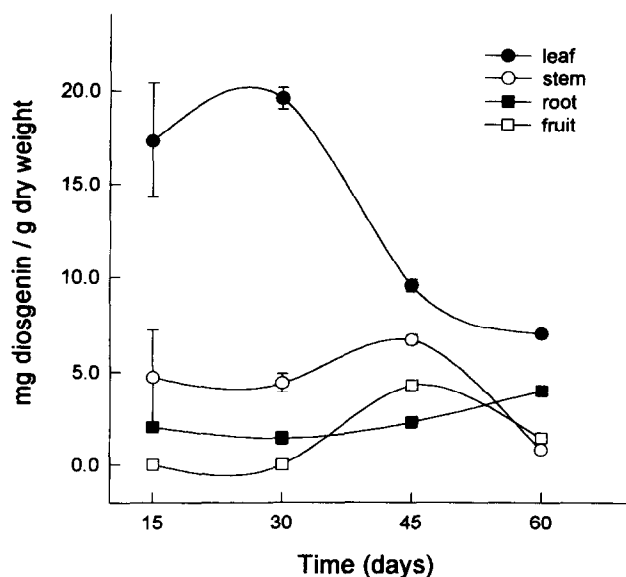 mg diosgenin / g dry weight
20.0
15.0
10.0
5.0
0.0
leaf
stem
root
fruit
15 30 45 60
Time (days)